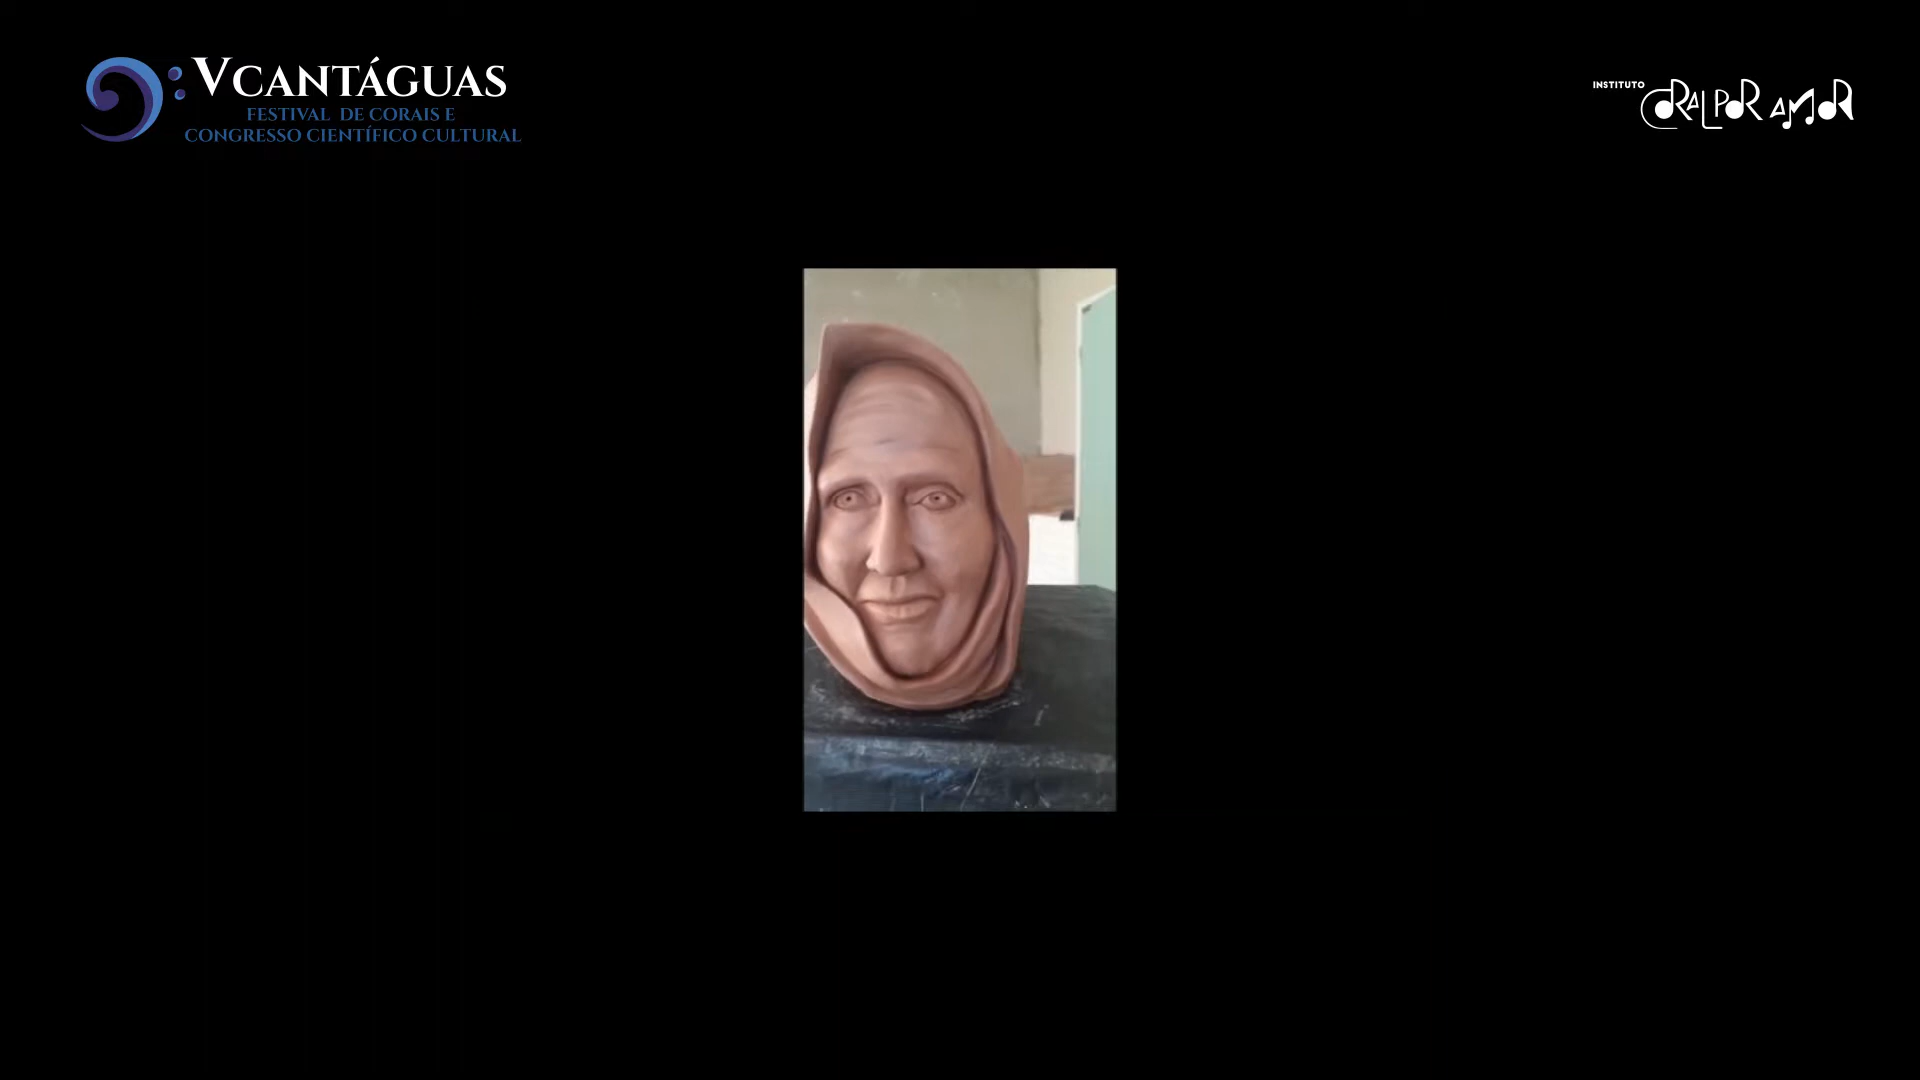 VCANTÁGUAS
FESTIVAL DE CORAIS E
CONGRESSO CIENTÍFICO CULTURAL
INSTITUTO
CORAL POR AMOR